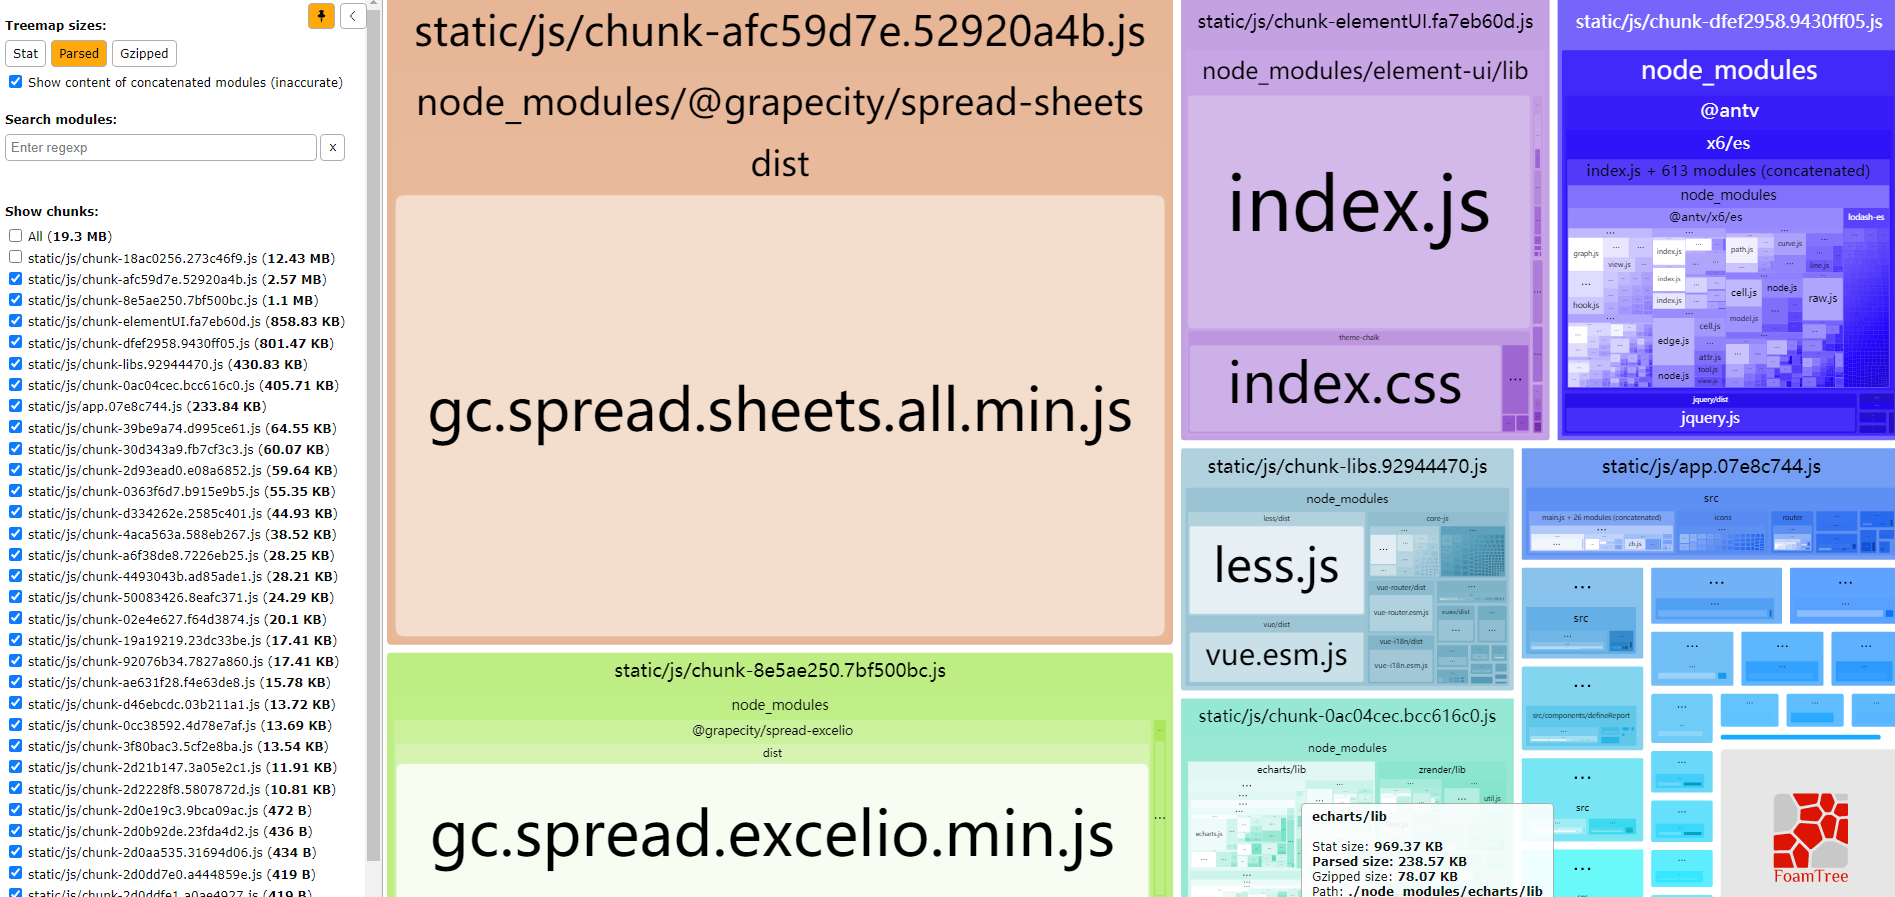 Treemap sizes:
Stat
Parsed
Gzipped
Show content of concatenated modules (inaccurate)
Search modules:
Enter regexp
x
Show chunks:
All (19.3 MB)
static/js/chunk-18ac0256.273c46f9.js (12.43 MB)
static/js/chunk-afc59d7e.52920a4b.js (2.57 MB)
static/js/chunk-8e5ae250.7bf500bc.js (1.1 MB)
static/js/chunk-elementUI.fa7eb60d.js (858.83 KB)
static/js/chunk-dfef2958.9430ff05.js (801.47 KB)
static/js/chunk-libs.92944470.js (430.83 KB)
static/js/chunk-0ac04cec.bcc616c0.js (405.71 KB)
static/js/app.07e8c744.js (233.84 KB)
static/js/chunk-39be9a74.d995ce61.js (64.55 KB)
static/js/chunk-30d343a9.fb7cf3c3.js (60.07 KB)
static/js/chunk-2d93ead0.e08a6852.js (59.64 KB)
static/js/chunk-0363f6d7.b915e9b5.js (55.35 KB)
static/js/chunk-d334262e.2585c401.js (44.93 KB)
static/js/chunk-4aca563a.588eb267.js (38.52 KB)
static/js/chunk-a6f38de8.7226eb25.js (28.25 KB)
static/js/chunk-4493043b.ad85ade1.js (28.21 KB)
static/js/chunk-50083426.8eafc371.js (24.29 KB)
static/js/chunk-02e4e627.f64d3874.js (20.1 KB)
static/js/chunk-19a19219.23dc33be.js (17.41 KB)
static/js/chunk-92076b34.7827a860.js (17.41 KB)
static/js/chunk-ae631f28.f4e63de8.js (15.78 KB)
static/js/chunk-d46ebcdc.03b211a1.js (13.72 KB)
static/js/chunk-0cc38592.4d78e7af.js (13.69 KB)
static/js/chunk-3f80bac3.5cf2e8ba.js (13.54 KB)
static/js/chunk-2d21b147.3a05e2c1.js (11.91 KB)
static/js/chunk-2d2228f8.5807872d.js (10.81 KB)
static/js/chunk-2d0e19c3.9bca09ac.js (472 B)
static/js/chunk-2d0b92de.23fda4d2.js (436 B)
static/js/chunk-2d0aa535.31694d06.js (434 B)
static/js/chunk-2d0dd7e0.a444859e.js (419 B)
static/js/chunk-2d0ddfe1.a0ae4927.js (419 B)
static/js/chunk-afc59d7e.52920a4b.js
node_modules/@grapecity/spread-sheets
dist
gc.spread.sheets.all.min.js
static/js/chunk-8e5ae250.7bf500bc.js
node_modules
@grapecity/spread-excelio
dist
gc.spread.excelio.min.js
static/js/chunk-elementUI.fa7eb60d.js
node_modules/element-ui/lib
index.js
theme-chalk
index.css
static/js/chunk-dfef2958.9430ff05.js
node_modules
@antv
x6/es
index.js + 613 modules (concatenated)
node_modules
@antv/x6/es
lodash-es
graph.js
view.js
hook.js
index.js
index.js
index.js
path.js
curve.js
line.js
cell.js
node.js
raw.js
model.js
edge.js
cell.js
attr.js
tool.js
node.js
view.js
jquery/dist
jquery.js
static/js/chunk-libs.92944470.js
node_modules
less/dist
core-js
less.js
vue-router/dist
vue-router.esm.js
vuex/dist
vue/dist
vue.esm.js
vue-i18n/dist
vue-i18n.esm.js
static/js/app.07e8c744.js
src
main.js + 26 modules (concatenated)
icons
router
zh.js
src
src/components/defineReport
src
static/js/chunk-0ac04cec.bcc616c0.js
node_modules
echarts/lib
zrender/lib
util.js
echarts.js
echarts/lib
Stat size: 969.37 KB
Parsed size: 238.57 KB
Gzipped size: 78.07 KB
Path: ./node_modules/echarts/lib
FoamTree